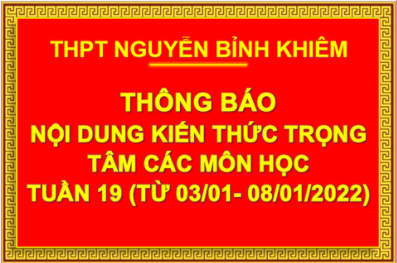 THPT NGUYỄN BỈNH KHIÊM
THÔNG BÁO
NỘI DUNG KIẾN THỨC TRỌNG
TÂM CÁC MÔN HỌC
TUẦN 19 (TỪ 03/01- 08/01/2022)